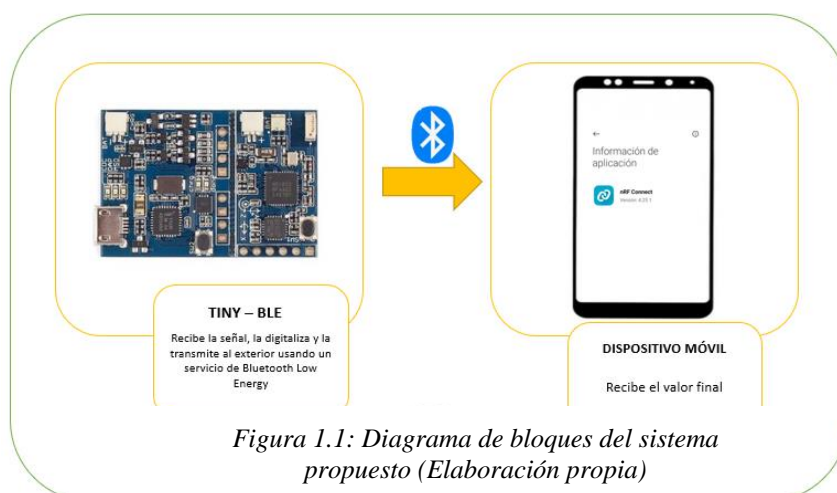 Información de
aplicación
nRF Connect
TINY – BLE
Recibe la señal, la digitaliza y la
transmite al exterior usando un
servicio de Bluetooth Low
Energy
DISPOSITIVO MÓVIL
Recibe el valor final
Figura 1.1: Diagrama de bloques del sistema
propuesto (Elaboración propia)